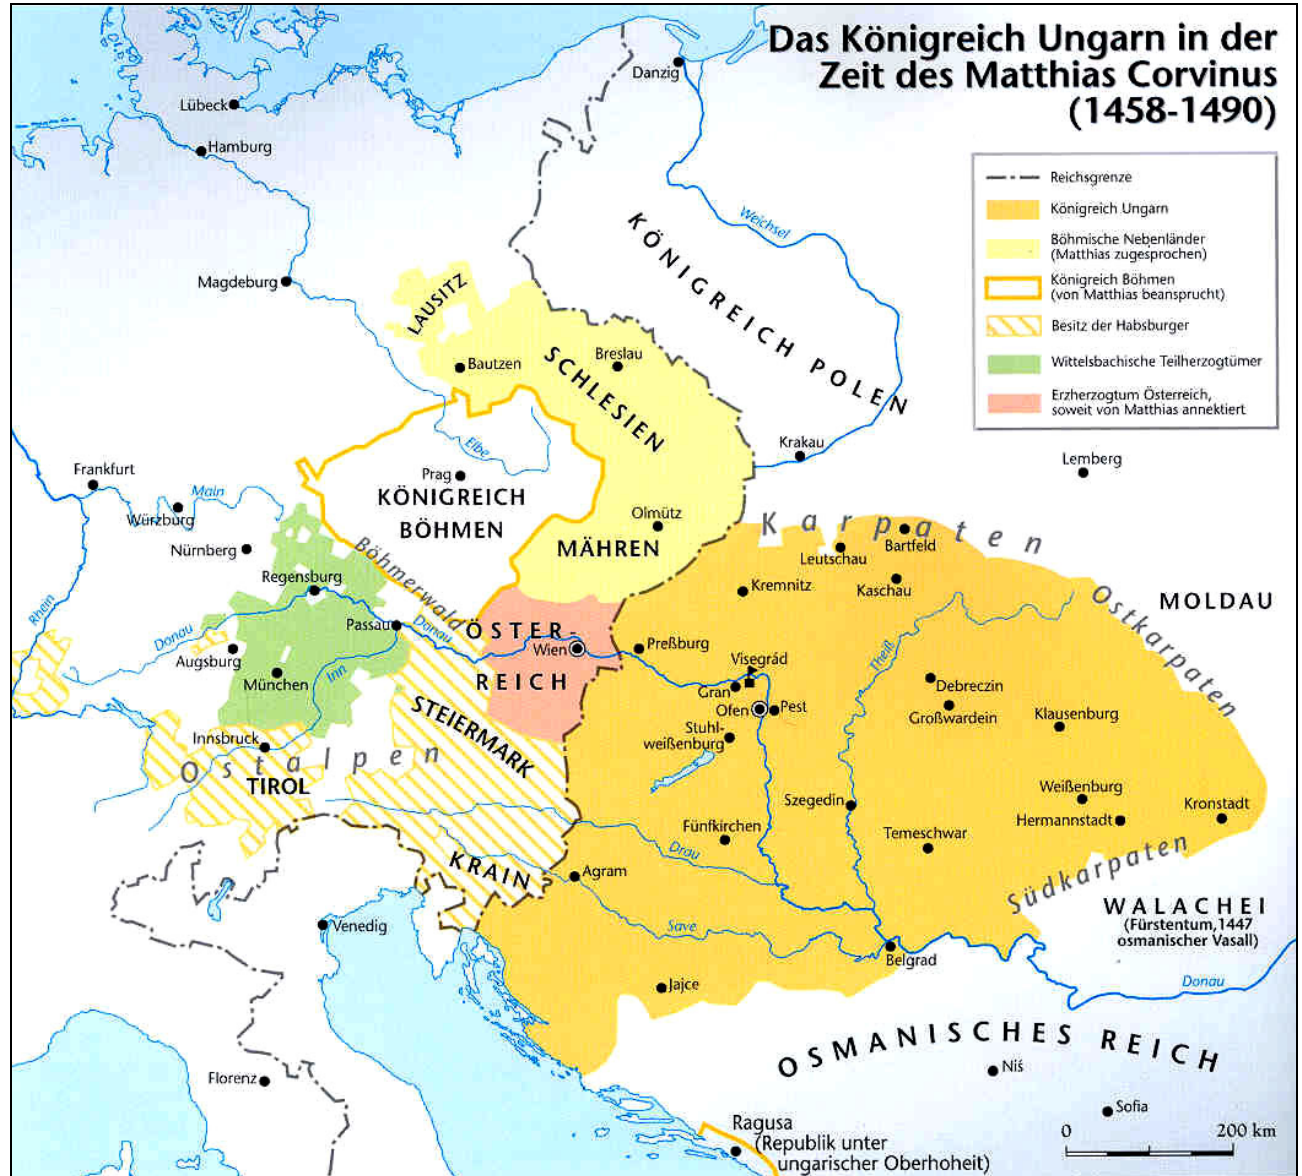 Das Königreich Ungarn in der
Zeit des Matthias Corvinus
(1458-1490)
Reichsgrenze
Königreich Ungarn
Böhmische Nebenländer
(Matthias zugesprochen)
Königreich Böhmen
(von Matthias beansprucht)
Besitz der Habsburger
Wittelsbachische Teilherzogtümer
Erzherzogtum Österreich,
soweit von Matthias annektiert
Danzig
Lübeck
Hamburg
Weichsel
KÖNIGREICH POLEN
Magdeburg
LAUSITZ
Bautzen
Breslau
SCHLESIEN
Krakau
Lemberg
Elbe
Frankfurt
Main
Würzburg
Prag
KÖNIGREICH
BÖHMEN
Olmütz
MÄHREN
Karpaten
Nürnberg
Böhmerwald
Leutschau
Bartfeld
Kaschau
Kremnitz
Ostkarpaten
MOLDAU
Regensburg
Rhein
Donau
Passau
Donau
ÖSTER-
REICH
Wien
Preßburg
Theiß
Augsburg
München
Inn
Visegrád
Gran
Ofen
Pest
Debreczin
Großwardein
Klausenburg
STEIERMARK
Stuhl-
weißenburg
Innsbruck
Ostalpen
TIROL
Szegedin
Weißenburg
Hermannstadt
Kronstadt
Fünfkirchen
Temeschwar
Drau
KRAIN
Agram
Südkarpaten
WALACHEI
(Fürstentum,1447
osmanischer Vasall)
Venedig
Save
Belgrad
Jajce
Donau
OSMANISCHES REICH
Florenz
Niś
Sofia
Ragusa
(Republik unter
ungarischer Oberhoheit)
0 200 km